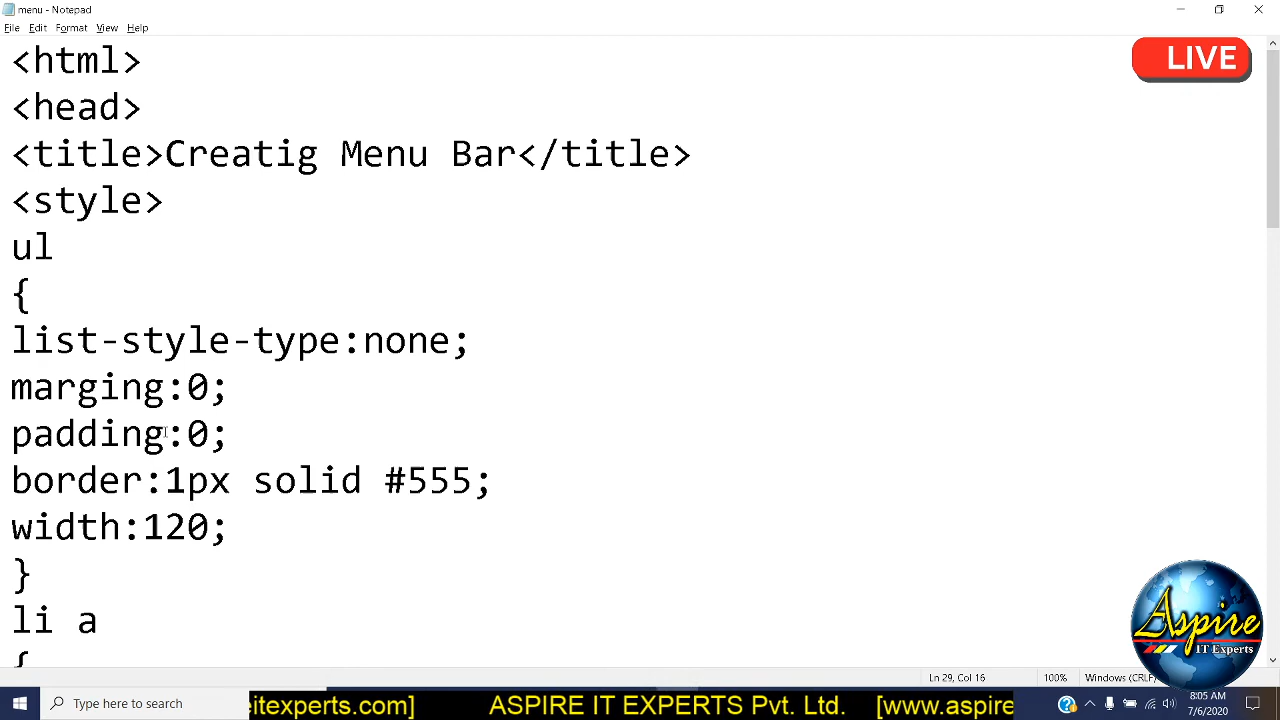 menu - Notepad
File Edit Format View Help
LIVE
<html>
<head>
<title>Creatig Menu Bar</title>
<style>
ul
{
list-style-type:none;
marging:0;
padding:0;
border:1px solid #555;
width:120;
}
li a
{
Aspire
IT Experts
Ln 29, Col 16
100%
Windows (CRLF)
Type here to search
eitexperts.com]
ASPIRE IT EXPERTS Pvt. Ltd.
[www.aspire
8:05 AM
7/6/2020